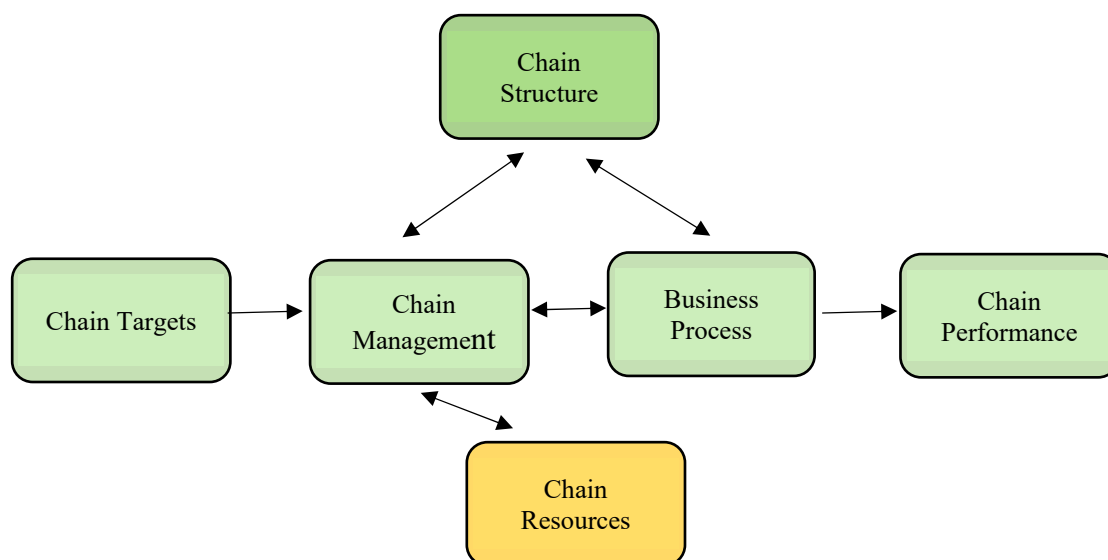 Chain
Structure
Chain Targets
Chain
Management
Business
Process
Chain
Performance
Chain
Resources